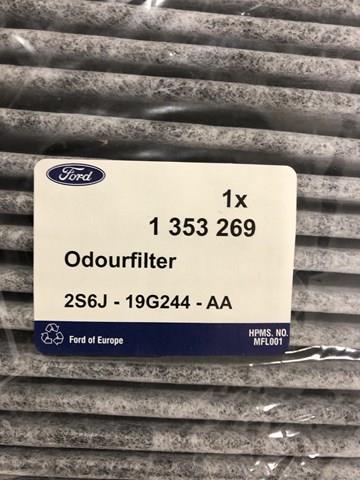 Ford
1x
1 353 269
Odourfilter
2S6J - 19G244 - AA
Ford of Europe
HPMS. NO.
MFL001